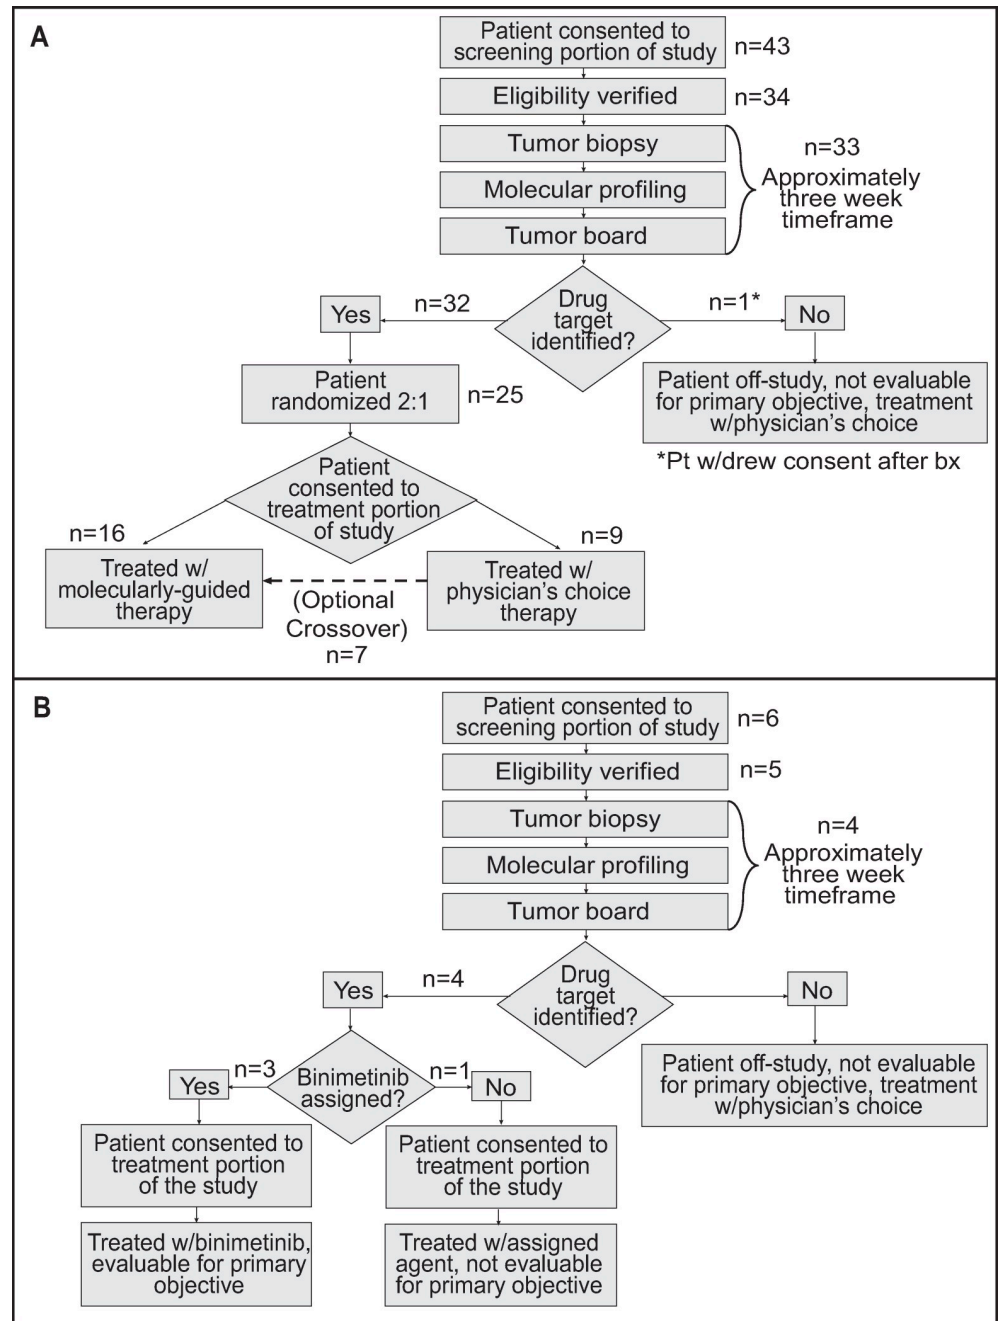 A
Patient consented to
screening portion of study
n=43
Eligibility verified
n=34
Tumor biopsy
Molecular profiling
Tumor board
n=33
Approximately
three week
timeframe
Drug
target
identified?
n=32
Yes
n=1*
No
Patient off-study, not evaluable
for primary objective, treatment
w/physician's choice
*Pt w/drew consent after bx
Patient
randomized 2:1
n=25
Patient
consented to
treatment portion
of study
n=16
Treated w/
molecularly-guided
therapy
n=9
Treated w/
physician's choice
therapy
(Optional
Crossover)
n=7
B
Patient consented to
screening portion of study
n=6
Eligibility verified
n=5
Tumor biopsy
Molecular profiling
Tumor board
n=4
Approximately
three week
timeframe
Drug
target
identified?
n=4
Yes
No
Patient off-study, not evaluable
for primary objective, treatment
w/physician's choice
Binimetinib
assigned?
n=3
Yes
n=1
No
Patient consented to
treatment portion
of the study
Treated w/binimetinib,
evaluable for primary
objective
Patient consented to
treatment portion
of the study
Treated w/assigned
agent, not evaluable
for primary objective